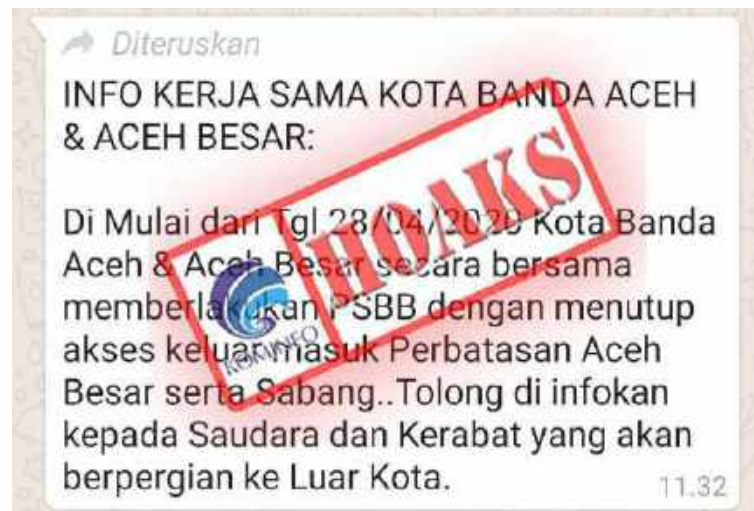 Diteruskan
INFO KERJA SAMA KOTA BANDA ACEH
& ACEH BESAR:
Di Mulai dari Tgl 28/04/2020 Kota Banda
Aceh & Aceh Besar secara bersama
memberlakukan PSBB dengan menutup
akses keluar masuk Perbatasan Aceh
Besar serta Sabang..Tolong di infokan
kepada Saudara dan Kerabat yang akan
berpergian ke Luar Kota.
11.32
HOAKS
KOMINFO